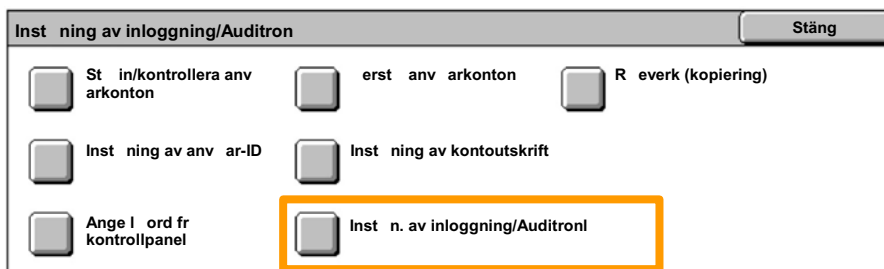 Inst ning av inloggning/Auditron
Stäng
St in/kontrollera anv
arkonton
erst anv arkonton
R everk (kopiering)
Inst ning av anv ar-ID
Inst ning av kontoutskrift
Ange l ord fr
kontrollpanel
Inst n. av inloggning/Auditronl